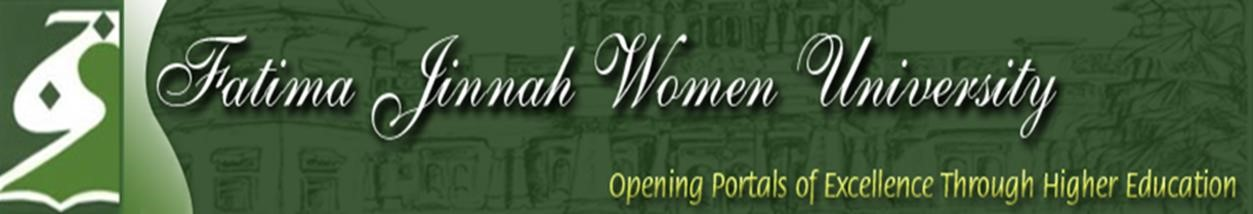 Fatima Jinnah Women University
Opening Portals of Excellence Through Higher Education